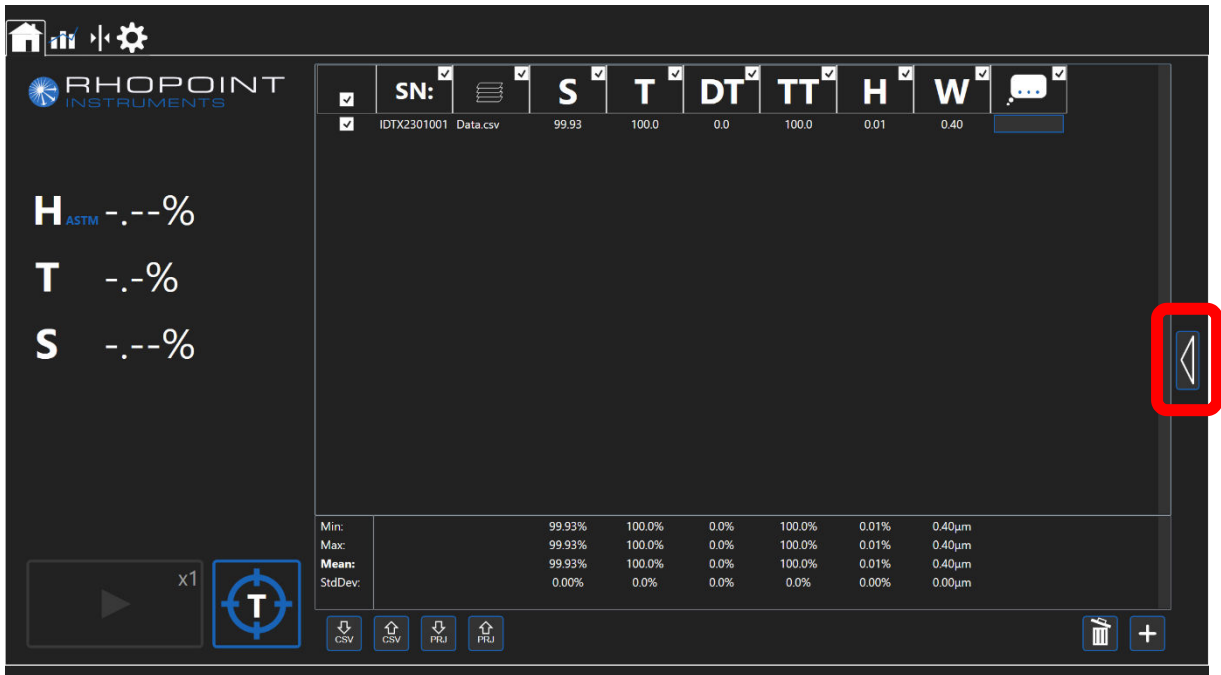 RHOPOINT
INSTRUMENTS
SN: S T DT TT H W ...
IDTX2301001 Data.csv 99.93 100.0 0.0 100.0 0.01 0.40
H ASTM -.--%
T -.-%
S -.--%
Min: 99.93% 100.0% 0.0% 100.0% 0.01% 0.40µm
Max: 99.93% 100.0% 0.0% 100.0% 0.01% 0.40µm
Mean: 99.93% 100.0% 0.0% 100.0% 0.01% 0.40µm
StdDev: 0.00% 0.0% 0.0% 0.0% 0.00% 0.00µm
x1
T
CSV CSV PRJ PRJ